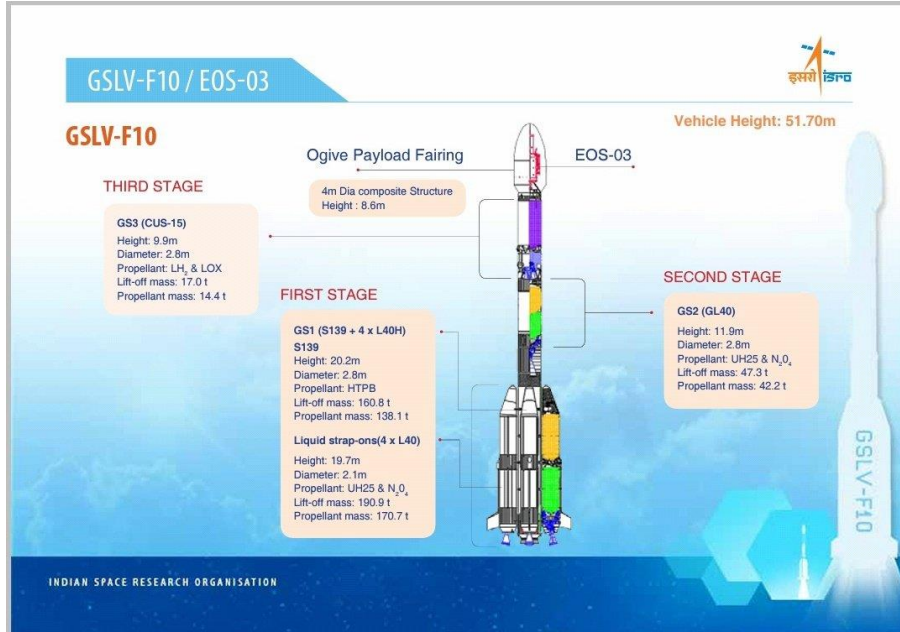 GSLV-F10 / EOS-03
इसरो isro
GSLV-F10
Vehicle Height: 51.70m
Ogive Payload Fairing
EOS-03
4m Dia composite Structure
Height : 8.6m
THIRD STAGE
GS3 (CUS-15)
Height: 9.9m
Diameter: 2.8m
Propellant: LH₂ & LOX
Lift-off mass: 17.0 t
Propellant mass: 14.4 t
FIRST STAGE
GS1 (S139 + 4 x L40H)
S139
Height: 20.2m
Diameter: 2.8m
Propellant: HTPB
Lift-off mass: 160.8 t
Propellant mass: 138.1 t
Liquid strap-ons(4 x L40)
Height: 19.7m
Diameter: 2.1m
Propellant: UH25 & N₂0₄
Lift-off mass: 190.9 t
Propellant mass: 170.7 t
SECOND STAGE
GS2 (GL40)
Height: 11.9m
Diameter: 2.8m
Propellant: UH25 & N₂0₄
Lift-off mass: 47.3 t
Propellant mass: 42.2 t
GSLV-F10
INDIAN SPACE RESEARCH ORGANISATION